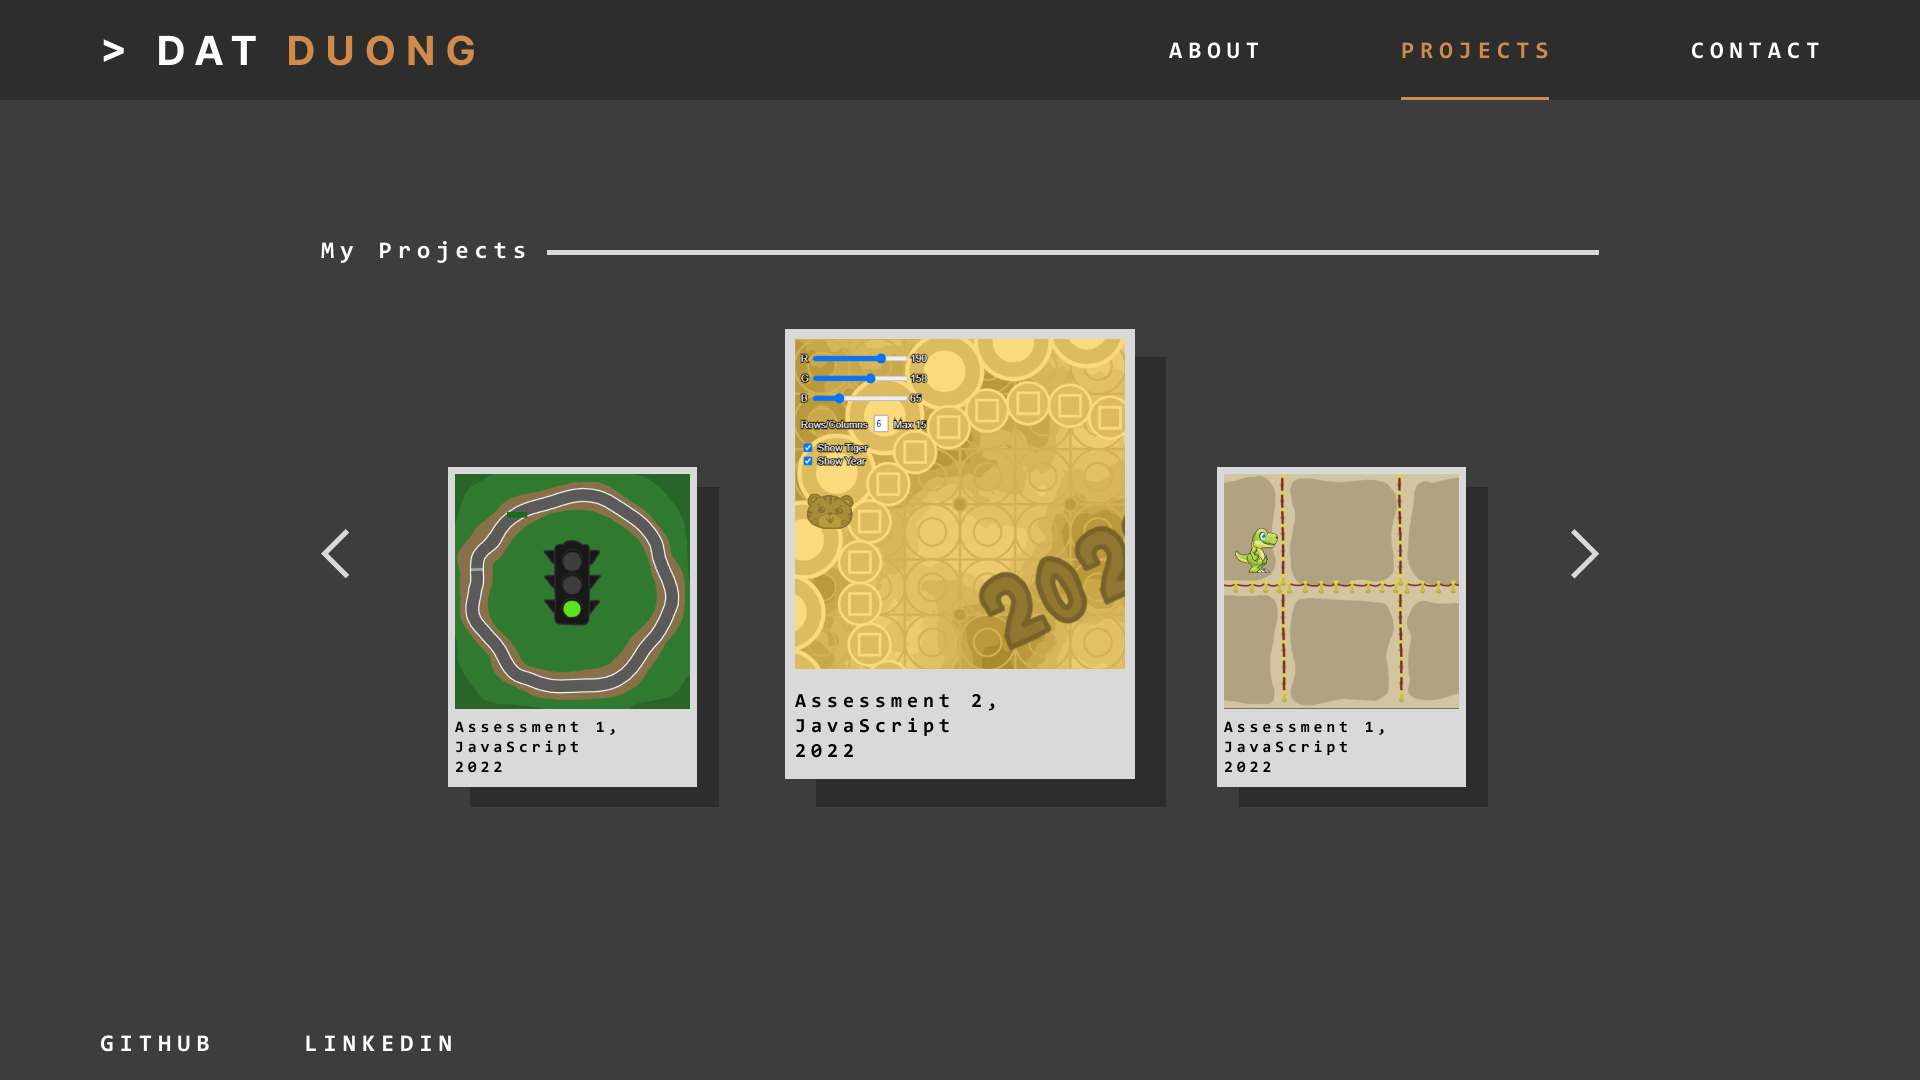 > DAT DUONG
ABOUT
PROJECTS
CONTACT
My Projects
R 190
G 158
B 65
Rows/Columns 6 Max 15
Show Tiger
Show Year
202
Assessment 1,
JavaScript
2022
Assessment 2,
JavaScript
2022
Assessment 1,
JavaScript
2022
GITHUB
LINKEDIN